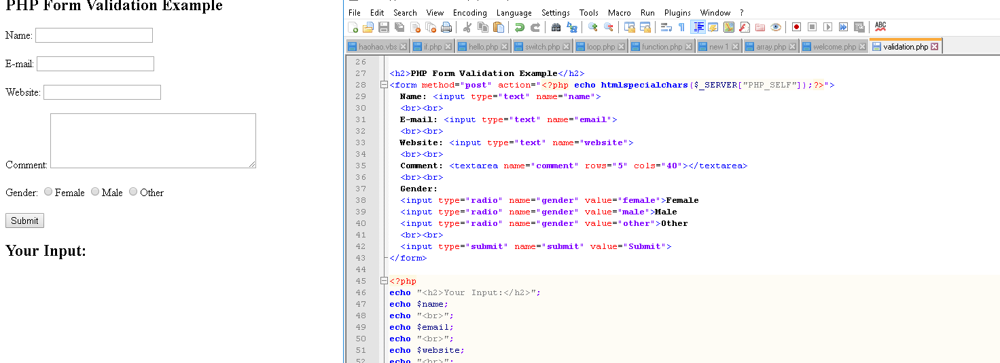 PHP Form Validation Example
Name:
E-mail:
Website:
Comment:
Gender: Female Male Other
Submit
Your Input:
File Edit Search View Encoding Language Settings Tools Macro Run Plugins Window ?
ABC
haohao.vbs if.php hello.php switch.php loop.php function.php new 1 array.php welcome.php validation.php
26
27 <h2>PHP Form Validation Example</h2>
28 <form method="post" action="<?php echo htmlspecialchars($_SERVER["PHP_SELF"]);?>">
29 Name: <input type="text" name="name">
30 <br><br>
31 E-mail: <input type="text" name="email">
32 <br><br>
33 Website: <input type="text" name="website">
34 <br><br>
35 Comment: <textarea name="comment" rows="5" cols="40"></textarea>
36 <br><br>
37 Gender:
38 <input type="radio" name="gender" value="female">Female
39 <input type="radio" name="gender" value="male">Male
40 <input type="radio" name="gender" value="other">Other
41 <br><br>
42 <input type="submit" name="submit" value="Submit">
43 </form>
44
45 <?php
46 echo "<h2>Your Input:</h2>";
47 echo $name;
48 echo "<br>";
49 echo $email;
50 echo "<br>";
51 echo $website;
52 echo "<br>";